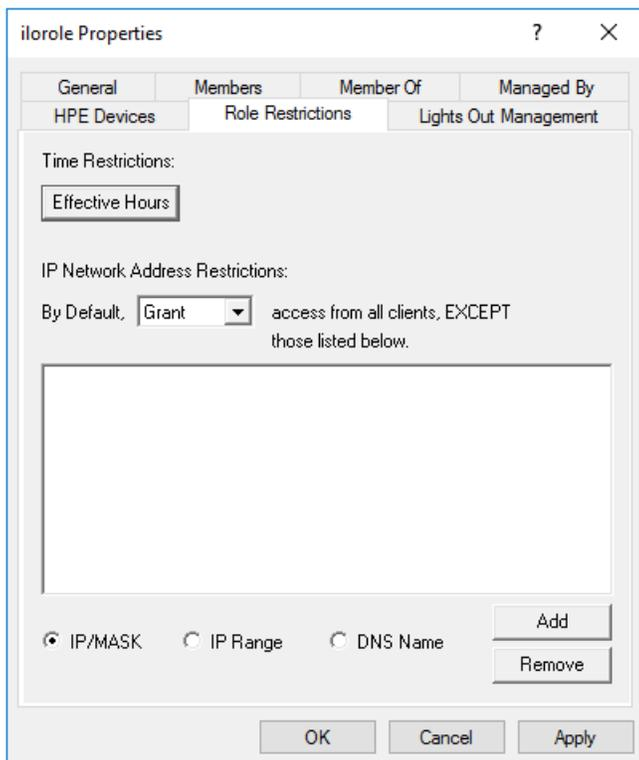 ilorole Properties ?
General Members Member Of Managed By
HPE Devices Role Restrictions Lights Out Management
Time Restrictions:
Effective Hours
IP Network Address Restrictions:
By Default, Grant access from all clients, EXCEPT
those listed below.
IP/MASK IP Range DNS Name
Add
Remove
OK Cancel Apply